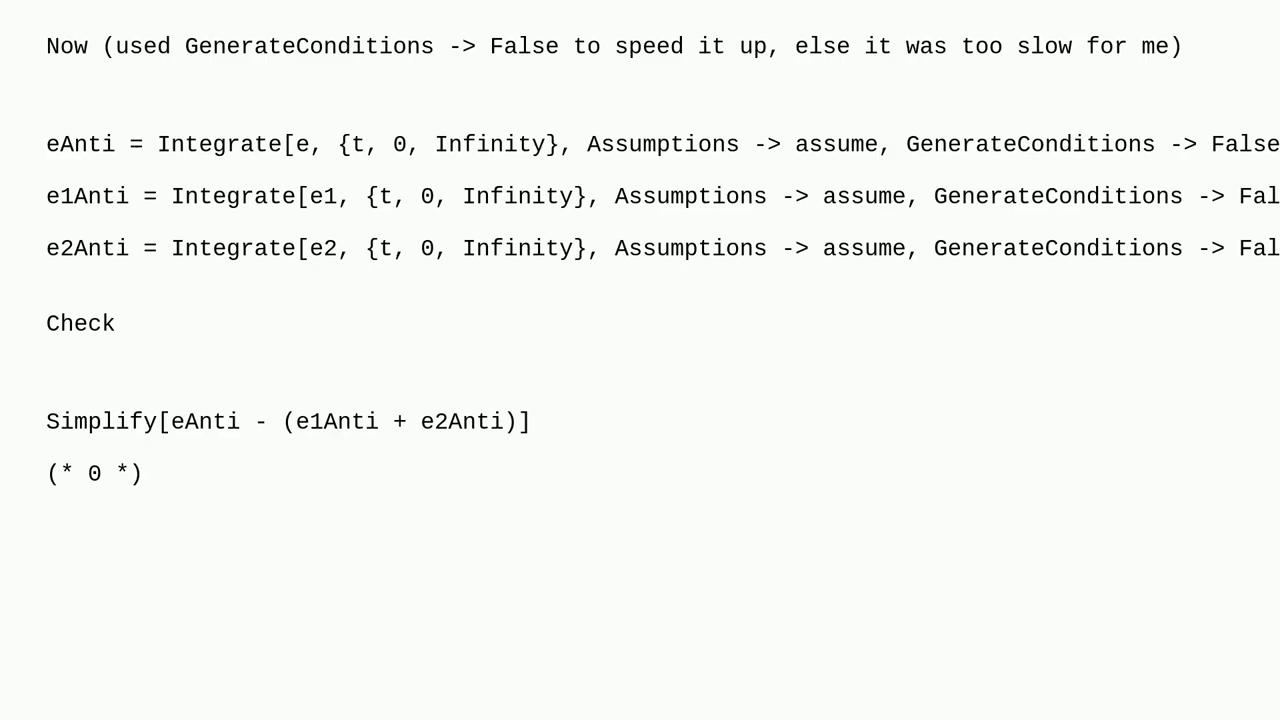 Now (used GenerateConditions -> False to speed it up, else it was too slow for me)
eAnti = Integrate[e, {t, 0, Infinity}, Assumptions -> assume, GenerateConditions -> False
e1Anti = Integrate[e1, {t, 0, Infinity}, Assumptions -> assume, GenerateConditions -> Fal
e2Anti = Integrate[e2, {t, 0, Infinity}, Assumptions -> assume, GenerateConditions -> Fal
Check
Simplify[eAnti - (e1Anti + e2Anti)]
(* 0 *)